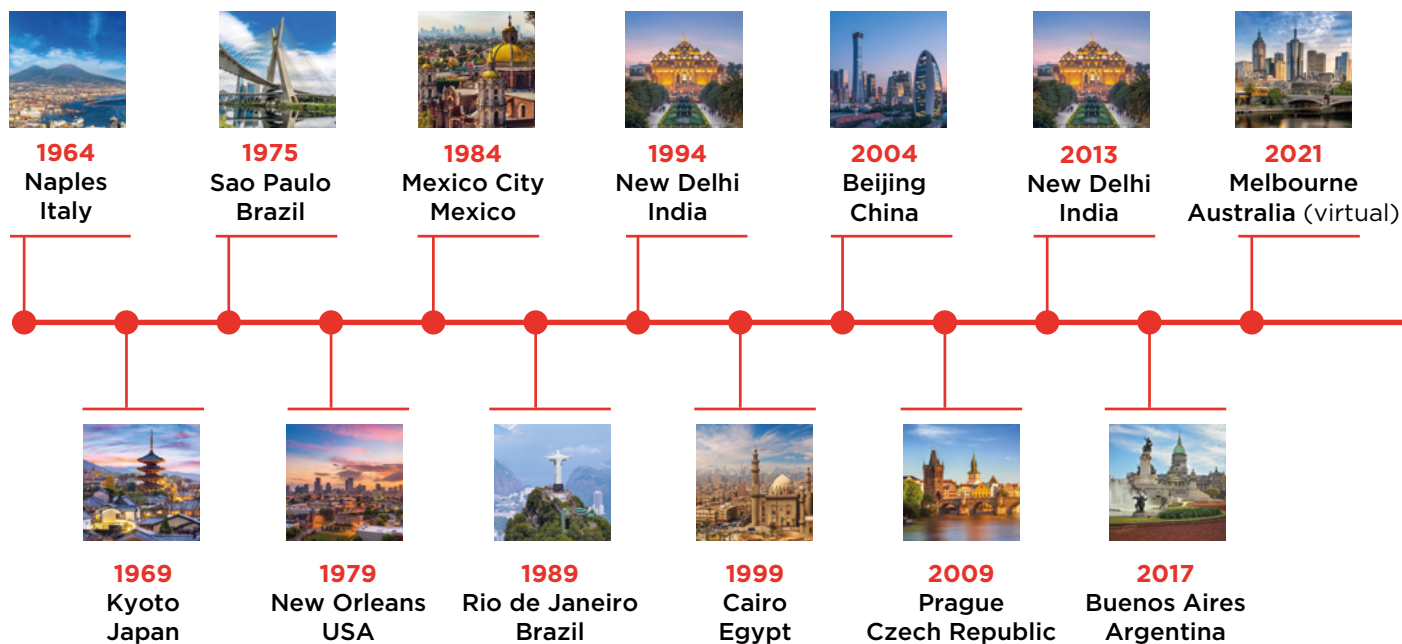 1964
Naples
Italy
1975
Sao Paulo
Brazil
1984
Mexico City
Mexico
1994
New Delhi
India
2004
Beijing
China
2013
New Delhi
India
2021
Melbourne
Australia (virtual)
1969
Kyoto
Japan
1979
New Orleans
USA
1989
Rio de Janeiro
Brazil
1999
Cairo
Egypt
2009
Prague
Czech Republic
2017
Buenos Aires
Argentina